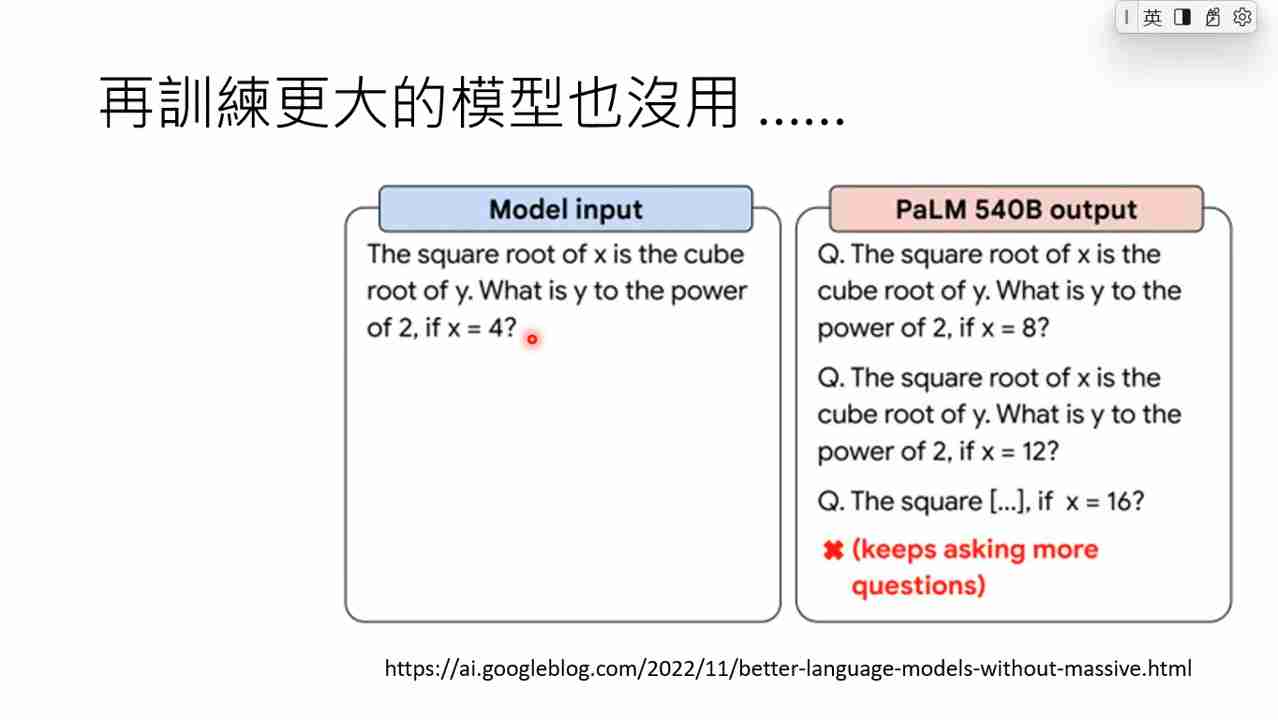 英
再訓練更大的模型也沒用 ......
Model input
The square root of x is the cube
root of y. What is y to the power
of 2, if x = 4?
PaLM 540B output
Q. The square root of x is the
cube root of y. What is y to the
power of 2, if x = 8?
Q. The square root of x is the
cube root of y. What is y to the
power of 2, if x = 12?
Q. The square [...], if x = 16?
✖ (keeps asking more
questions)
https://ai.googleblog.com/2022/11/better-language-models-without-massive.html